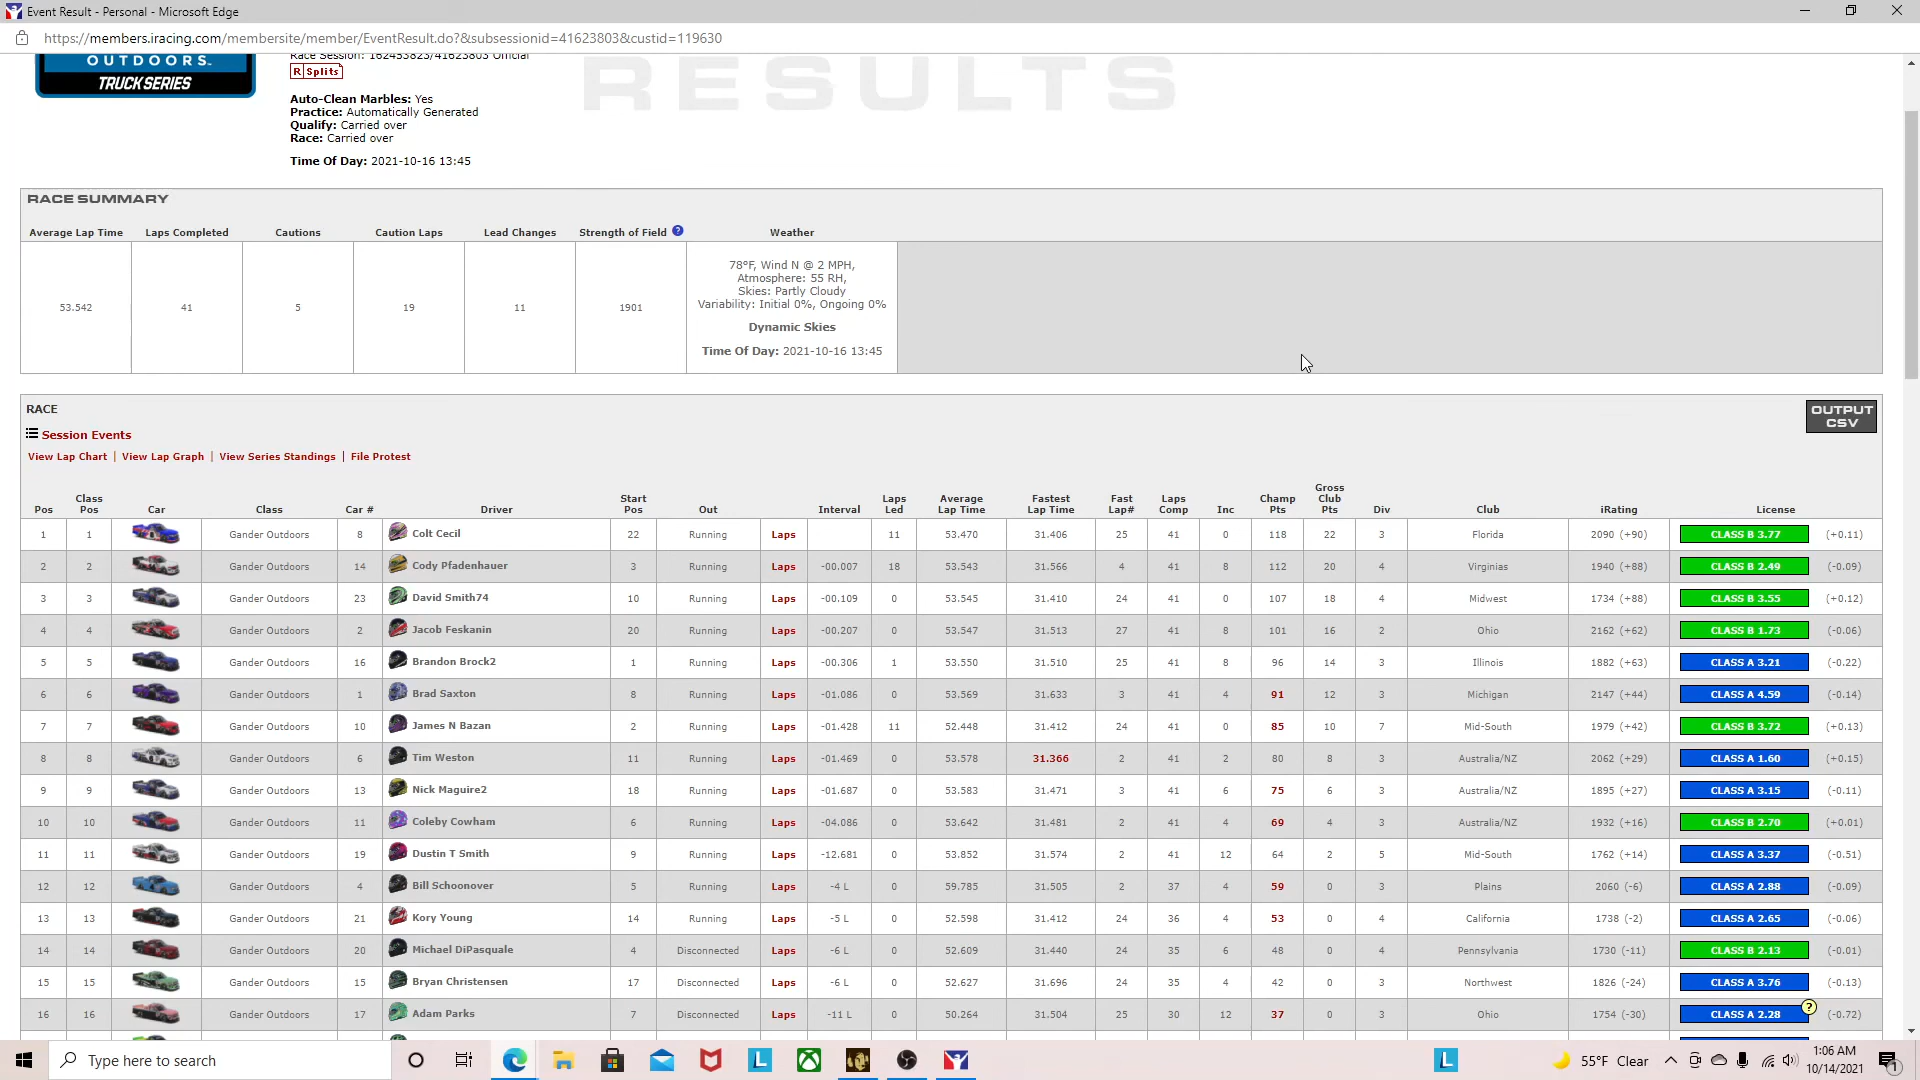 Event Result - Personal - Microsoft Edge
https://members.iracing.com/membersite/member/EventResult.do?&subsessionid=41623803&custid=119630
OUTDOORS
TRUCK SERIES
Race Session: 162453823/41623803 Official
R Splits
RESULTS
Auto-Clean Marbles: Yes
Practice: Automatically Generated
Qualify: Carried over
Race: Carried over
Time Of Day: 2021-10-16 13:45
RACE SUMMARY
Average Lap Time Laps Completed Cautions Caution Laps Lead Changes Strength of Field ? Weather
53.542 41 5 19 11 1901
78°F, Wind N @ 2 MPH,
Atmosphere: 55 RH,
Skies: Partly Cloudy
Variability: Initial 0%, Ongoing 0%
Dynamic Skies
Time Of Day: 2021-10-16 13:45
RACE
OUTPUT
CSV
Session Events
View Lap Chart | View Lap Graph | View Series Standings | File Protest
Pos Class Pos Car Class Car # Driver Start Pos Out Interval Laps Led Average Lap Time Fastest Lap Time Fast Lap# Laps Comp Inc Champ Pts Gross Club Pts Div Club iRating License
1 1 Gander Outdoors 8 Colt Cecil 22 Running Laps 11 53.470 31.406 25 41 0 118 22 3 Florida 2090 (+90) CLASS B 3.77 (+0.11)
2 2 Gander Outdoors 14 Cody Pfadenhauer 3 Running Laps -00.007 18 53.543 31.566 4 41 8 112 20 4 Virginias 1940 (+88) CLASS B 2.49 (-0.09)
3 3 Gander Outdoors 23 David Smith74 10 Running Laps -00.109 0 53.545 31.410 24 41 0 107 18 4 Midwest 1734 (+88) CLASS B 3.55 (+0.12)
4 4 Gander Outdoors 2 Jacob Feskanin 20 Running Laps -00.207 0 53.547 31.513 27 41 8 101 16 2 Ohio 2162 (+62) CLASS B 1.73 (-0.06)
5 5 Gander Outdoors 16 Brandon Brock2 1 Running Laps -00.306 1 53.550 31.510 25 41 8 96 14 3 Illinois 1882 (+63) CLASS A 3.21 (-0.22)
6 6 Gander Outdoors 1 Brad Saxton 8 Running Laps -01.086 0 53.569 31.633 3 41 4 91 12 3 Michigan 2147 (+44) CLASS A 4.59 (-0.14)
7 7 Gander Outdoors 10 James N Bazan 2 Running Laps -01.428 11 52.448 31.412 24 41 0 85 10 7 Mid-South 1979 (+42) CLASS B 3.72 (+0.13)
8 8 Gander Outdoors 6 Tim Weston 11 Running Laps -01.469 0 53.578 31.366 2 41 2 80 8 3 Australia/NZ 2062 (+29) CLASS A 1.60 (+0.15)
9 9 Gander Outdoors 13 Nick Maguire2 18 Running Laps -01.687 0 53.583 31.471 3 41 6 75 6 3 Australia/NZ 1895 (+27) CLASS A 3.15 (-0.11)
10 10 Gander Outdoors 11 Coleby Cowham 6 Running Laps -04.086 0 53.642 31.481 2 41 4 69 4 3 Australia/NZ 1932 (+16) CLASS B 2.70 (+0.01)
11 11 Gander Outdoors 19 Dustin T Smith 9 Running Laps -12.681 0 53.852 31.574 2 41 12 64 2 5 Mid-South 1762 (+14) CLASS A 3.37 (-0.51)
12 12 Gander Outdoors 4 Bill Schoonover 5 Running Laps -4 L 0 59.785 31.505 2 37 4 59 0 3 Plains 2060 (-6) CLASS A 2.88 (-0.09)
13 13 Gander Outdoors 21 Kory Young 14 Running Laps -5 L 0 52.598 31.412 24 36 4 53 0 4 California 1738 (-2) CLASS A 2.65 (-0.06)
14 14 Gander Outdoors 20 Michael DiPasquale 4 Disconnected Laps -6 L 0 52.609 31.440 24 35 6 48 0 4 Pennsylvania 1730 (-11) CLASS B 2.13 (-0.01)
15 15 Gander Outdoors 15 Bryan Christensen 17 Disconnected Laps -6 L 0 52.627 31.696 24 35 4 42 0 3 Northwest 1826 (-24) CLASS A 3.76 (-0.13)
16 16 Gander Outdoors 17 Adam Parks 7 Disconnected Laps -11 L 0 50.264 31.504 25 30 12 37 0 3 Ohio 1754 (-30) CLASS A 2.28 ? (-0.72)
Type here to search
L
L
55°F Clear
1:06 AM
10/14/2021
1